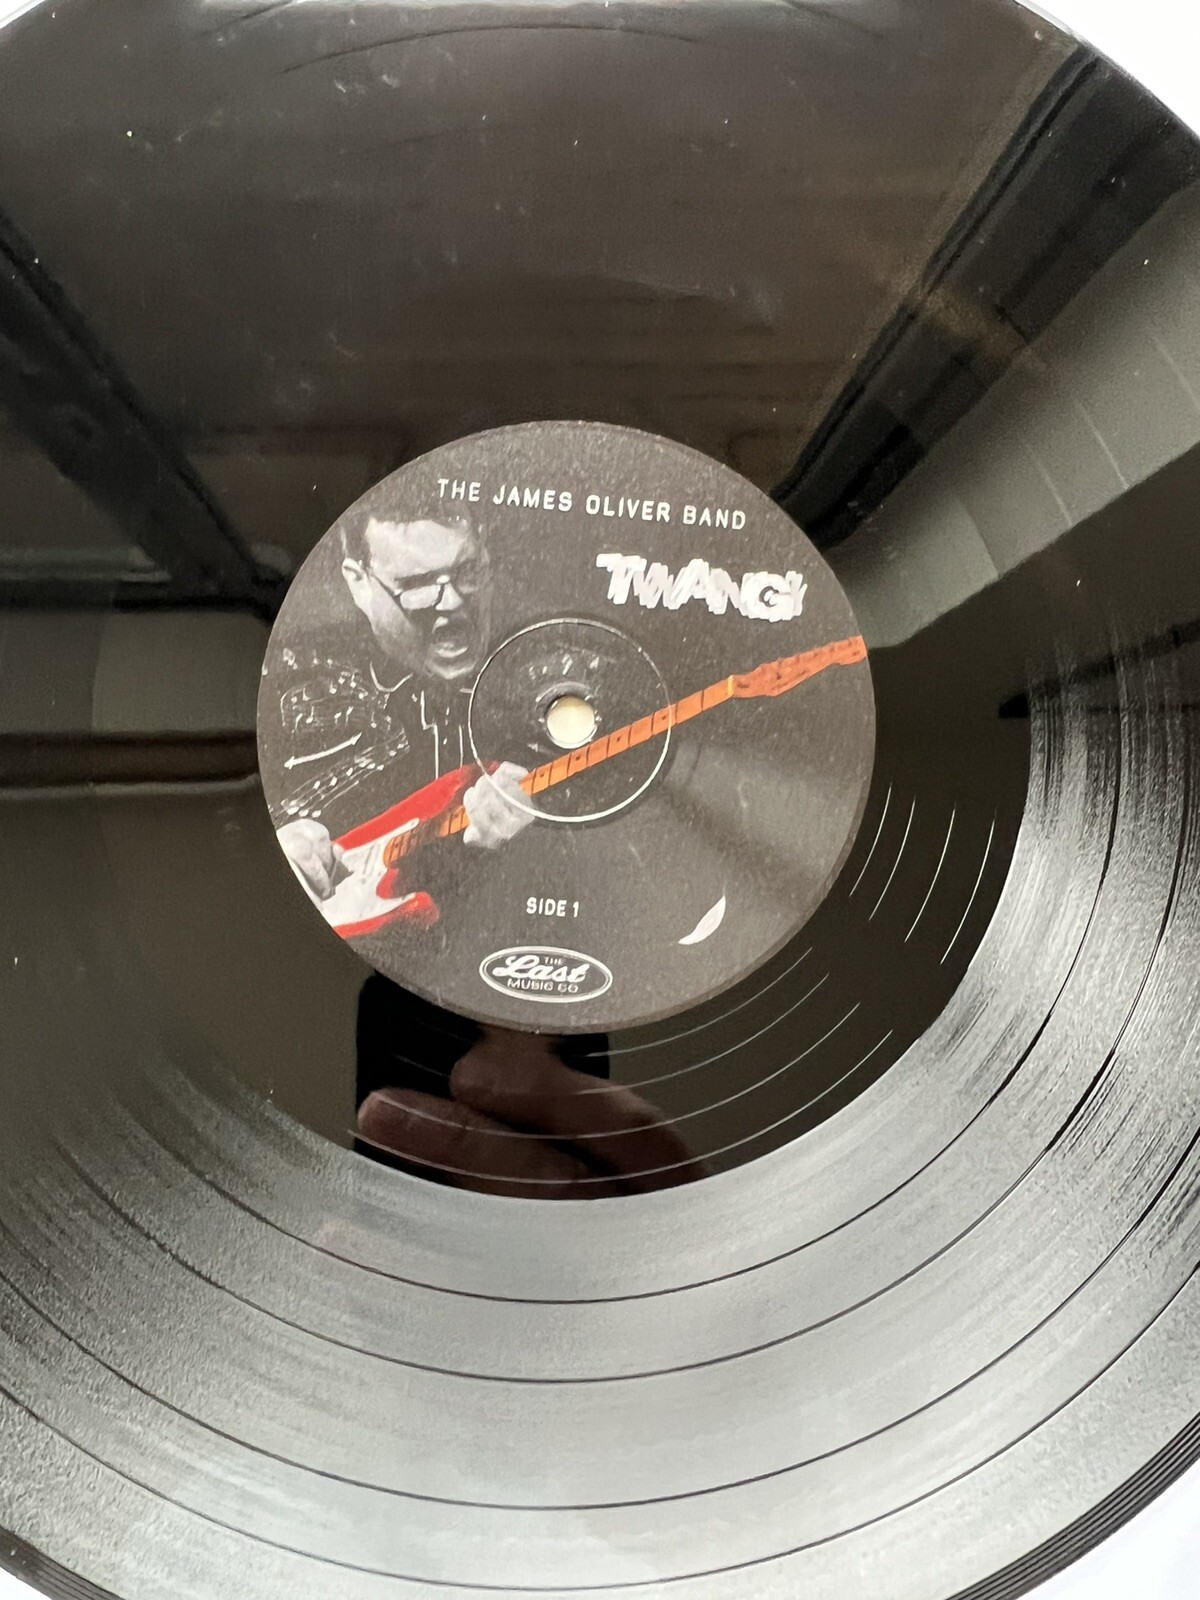 THE JAMES OLIVER BAND
TWANG
SIDE 1
THE
Last
MUSIC CO